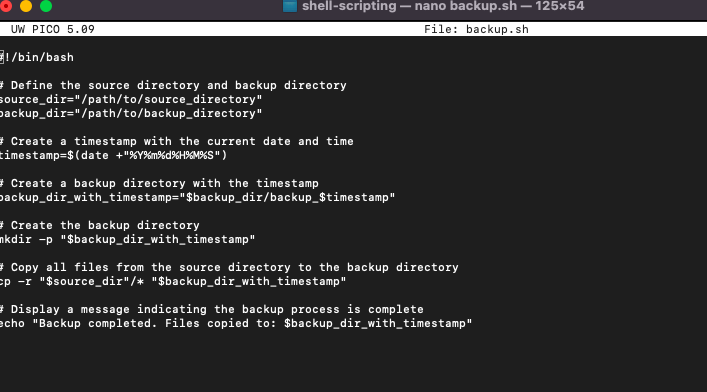 shell-scripting — nano backup.sh — 125×54
UW PICO 5.09 File: backup.sh
#!/bin/bash
# Define the source directory and backup directory
source_dir="/path/to/source_directory"
backup_dir="/path/to/backup_directory"
# Create a timestamp with the current date and time
timestamp=$(date +"%Y%m%d%H%M%S")
# Create a backup directory with the timestamp
backup_dir_with_timestamp="$backup_dir/backup_$timestamp"
# Create the backup directory
mkdir -p "$backup_dir_with_timestamp"
# Copy all files from the source directory to the backup directory
cp -r "$source_dir"/* "$backup_dir_with_timestamp"
# Display a message indicating the backup process is complete
echo "Backup completed. Files copied to: $backup_dir_with_timestamp"